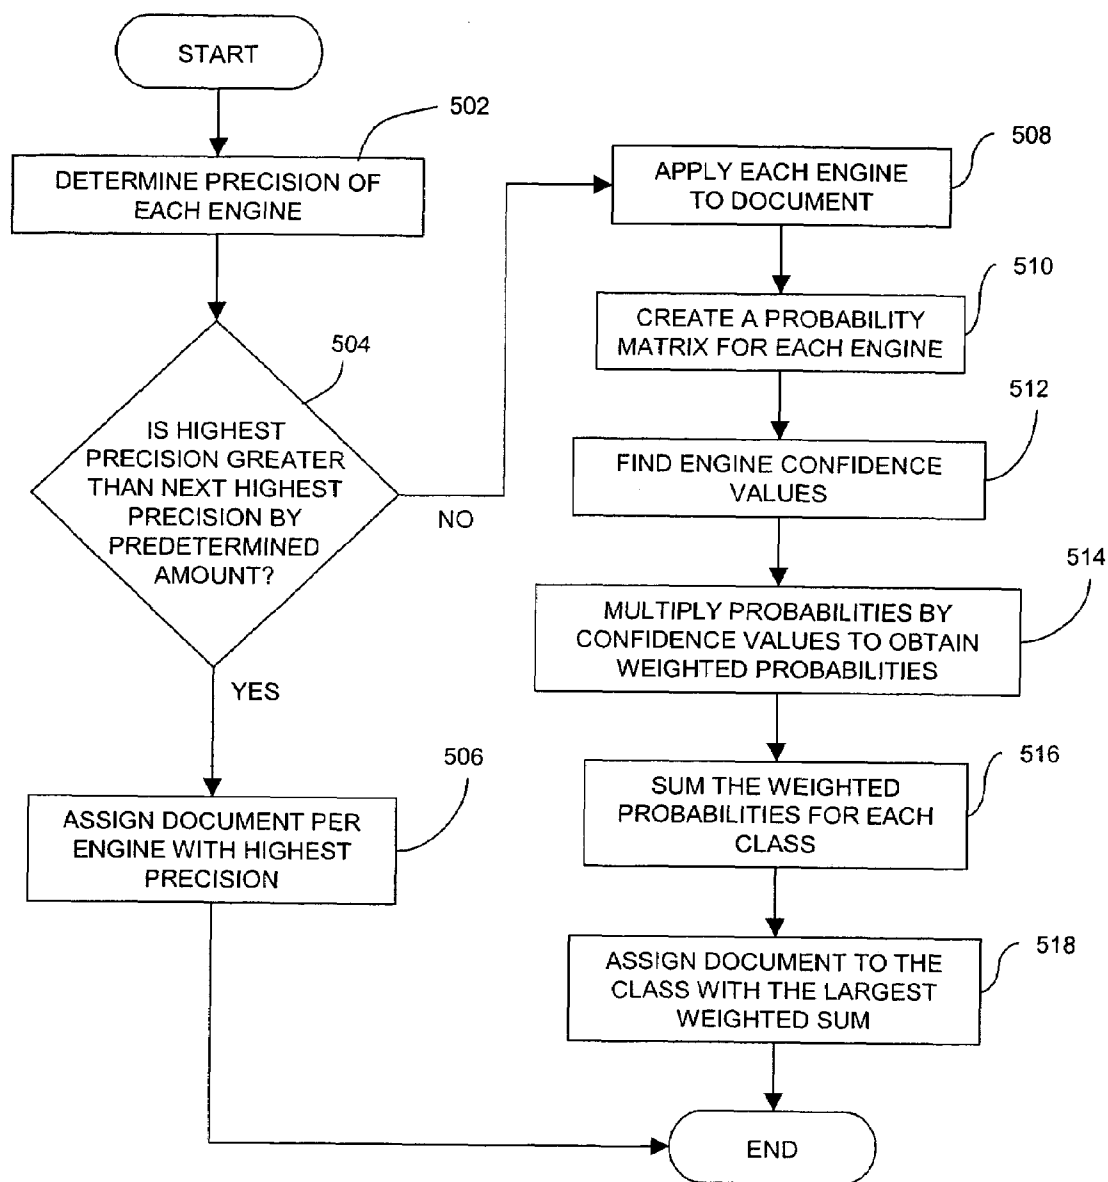 START
502
DETERMINE PRECISION OF
EACH ENGINE
504
IS HIGHEST
PRECISION GREATER
THAN NEXT HIGHEST
PRECISION BY
PREDETERMINED
AMOUNT?
NO
YES
506
ASSIGN DOCUMENT PER
ENGINE WITH HIGHEST
PRECISION
508
APPLY EACH ENGINE
TO DOCUMENT
510
CREATE A PROBABILITY
MATRIX FOR EACH ENGINE
512
FIND ENGINE CONFIDENCE
VALUES
514
MULTIPLY PROBABILITIES BY
CONFIDENCE VALUES TO OBTAIN
WEIGHTED PROBABILITIES
516
SUM THE WEIGHTED
PROBABILITIES FOR EACH
CLASS
518
ASSIGN DOCUMENT TO THE
CLASS WITH THE LARGEST
WEIGHTED SUM
END